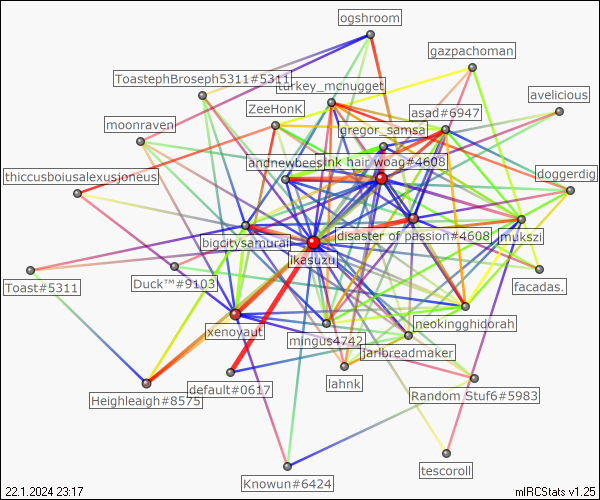 ogshroom
gazpachoman
ToastephBroseph5311#5311
turkey_mcnugget
avelicious
ZeeHonK
asad#6947
moonraven
gregor_samsa
andrewbees
ink hair woag#4608
thiccusboiusalexusjoneus
doggerdig
disaster of passion#4608
mukszi
bigcitysamurai
ikasuzu
Toast#5311
Duck™#9103
facadas.
neokingghidorah
xenoyaut
mingus4742
jarlbreadmaker
default#0617
lahnk
Heighleaigh#8575
Random Stuf6#5983
tescoroll
Knowun#6424
22.1.2024 23:17
mIRCStats v1.25